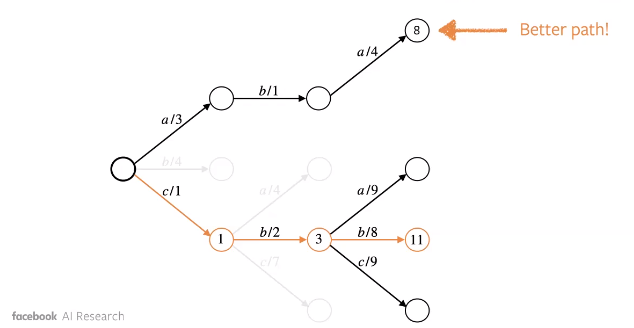 8
Better path!
a/4
b/1
a/3
b/4
c/1
a/4
a/9
1
b/2
3
b/8
11
c/7
c/9
facebook AI Research